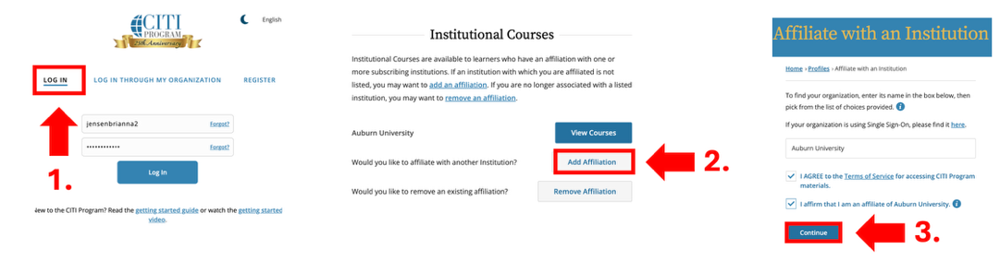 CITI
PROGRAM
25th Anniversary
English
LOG IN
LOG IN THROUGH MY ORGANIZATION
REGISTER
jensenbrianna2
Forgot?
••••••••••••
Forgot?
Log In
1.
New to the CITI Program? Read the getting started guide or watch the getting started
video.
Institutional Courses
Institutional Courses are available to learners who have an affiliation with one or
more subscribing institutions. If an institution with which you are affiliated is not
listed, you may want to add an affiliation. If you are no longer associated with a listed
institution, you may want to remove an affiliation.
Auburn University
View Courses
Would you like to affiliate with another Institution?
Add Affiliation
2.
Would you like to remove an existing affiliation?
Remove Affiliation
Affiliate with an Institution
Home › Profiles › Affiliate with an Institution
To find your organization, enter its name in the box below, then
pick from the list of choices provided.
If your organization is using Single Sign-On, please find it here.
Auburn University
I AGREE to the Terms of Service for accessing CITI Program
materials.
I affirm that I am an affiliate of Auburn University.
Continue
3.